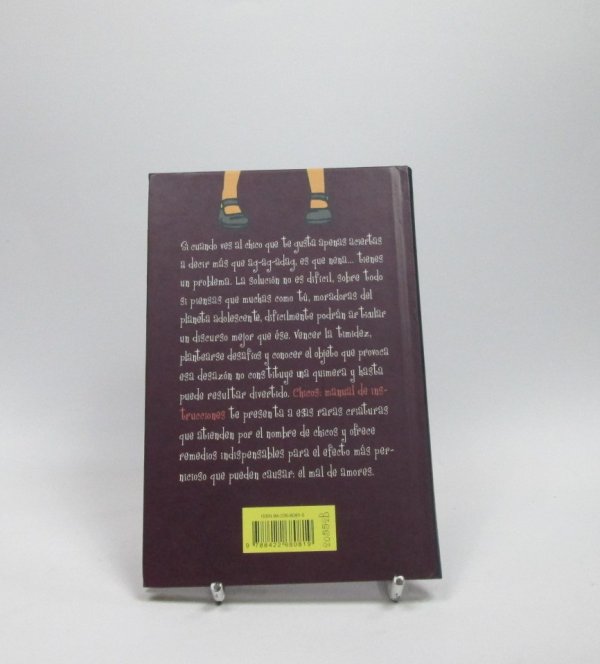 Si cuando ves al chico que te gusta apenas aciertas
a decir más que ag-ag-adag, es que nena... tienes
un problema. La solución no es difícil, sobre todo
si piensas que muchas como tú, moradoras del
planeta adolescente, difícilmente podrán articular
un discurso mejor que ése. Vencer la timidez,
plantearse desafíos y conocer el objeto que provoca
esa desazón no constituye una quimera y hasta
puede resultar divertido. Chicos: manual de ins-
trucciones te presenta a esas raras criaturas
que atienden por el nombre de chicos y ofrece
remedios indispensables para el efecto más per-
nicioso que pueden causar: el mal de amores.
9 788422 680819